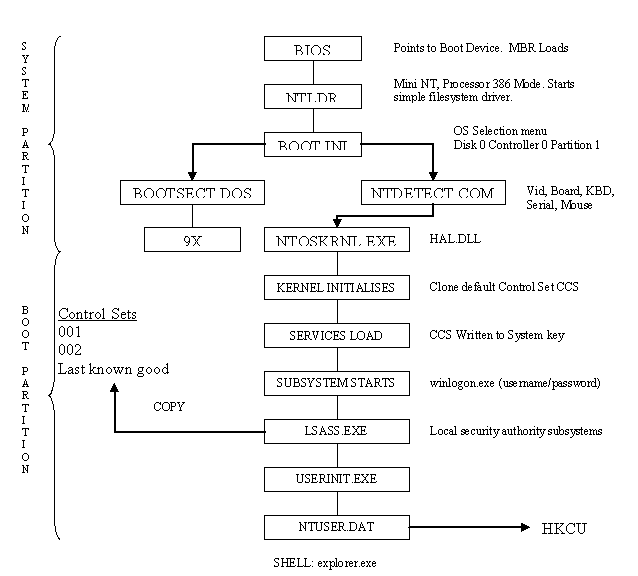 SYSTEM PARTITION
BIOS
Points to Boot Device. MBR Loads
NTLDR
Mini NT, Processor 386 Mode. Starts
simple filesystem driver.
BOOT.INI
OS Selection menu
Disk 0 Controller 0 Partition 1
BOOTSECT.DOS
NTDETECT.COM
Vid, Board, KBD,
Serial, Mouse
9X
NTOSKRNL.EXE
HAL.DLL
BOOT PARTITION
KERNEL INITIALISES
Clone default Control Set CCS
Control Sets
001
002
Last known good
SERVICES LOAD
CCS Written to System key
SUBSYSTEM STARTS
winlogon.exe (username/password)
COPY
LSASS.EXE
Local security authority subsystems
USERINIT.EXE
NTUSER.DAT
HKCU
SHELL: explorer.exe